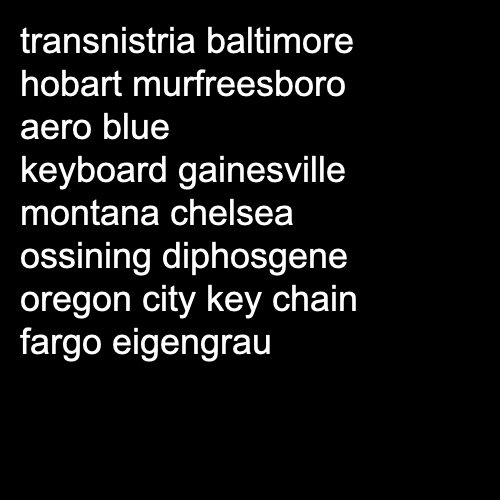 transnistria baltimore
hobart murfreesboro
aero blue
keyboard gainesville
montana chelsea
ossining diphosgene
oregon city key chain
fargo eigengrau